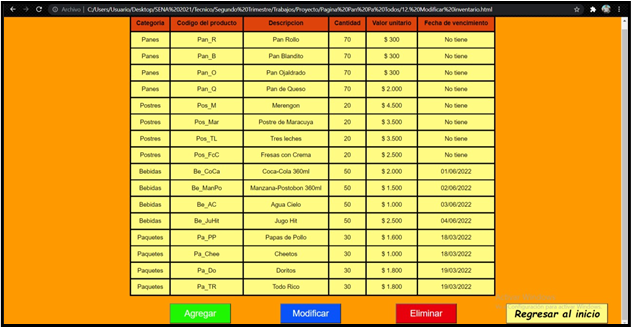 Archivo | C:/Users/Usuario/Desktop/SENA%202021/Tecnico/Segundo%20Trimestre/Trabajos/Proyecto/Pagina%20Pan%20Pa%20Todos/12.%20Modificar%20inventario.html
Categoria Codigo del producto Descripcion Cantidad Valor unitario Fecha de vencimiento
Panes Pan_R Pan Rollo 70 $ 300 No tiene
Panes Pan_B Pan Blandito 70 $ 300 No tiene
Panes Pan_O Pan Ojaldrado 70 $ 300 No tiene
Panes Pan_Q Pan de Queso 70 $ 2.000 No tiene
Postres Pos_M Merengon 20 $ 4.500 No tiene
Postres Pos_Mar Postre de Maracuya 20 $ 3.500 No tiene
Postres Pos_TL Tres leches 20 $ 3.500 No tiene
Postres Pos_FcC Fresas con Crema 20 $ 2.500 No tiene
Bebidas Be_CoCa Coca-Cola 360ml 50 $ 2.000 01/06/2022
Bebidas Be_ManPo Manzana-Postobon 360ml 50 $ 1.500 02/06/2022
Bebidas Be_AC Agua Cielo 50 $ 1.000 03/06/2022
Bebidas Be_JuHit Jugo Hit 50 $ 2.500 04/06/2022
Paquetes Pa_PP Papas de Pollo 30 $ 1.600 18/03/2022
Paquetes Pa_Chee Cheetos 30 $ 1.000 18/03/2022
Paquetes Pa_Do Doritos 30 $ 1.800 19/03/2022
Paquetes Pa_TR Todo Rico 30 $ 1.800 19/03/2022
Agregar Modificar Eliminar Regresar al inicio